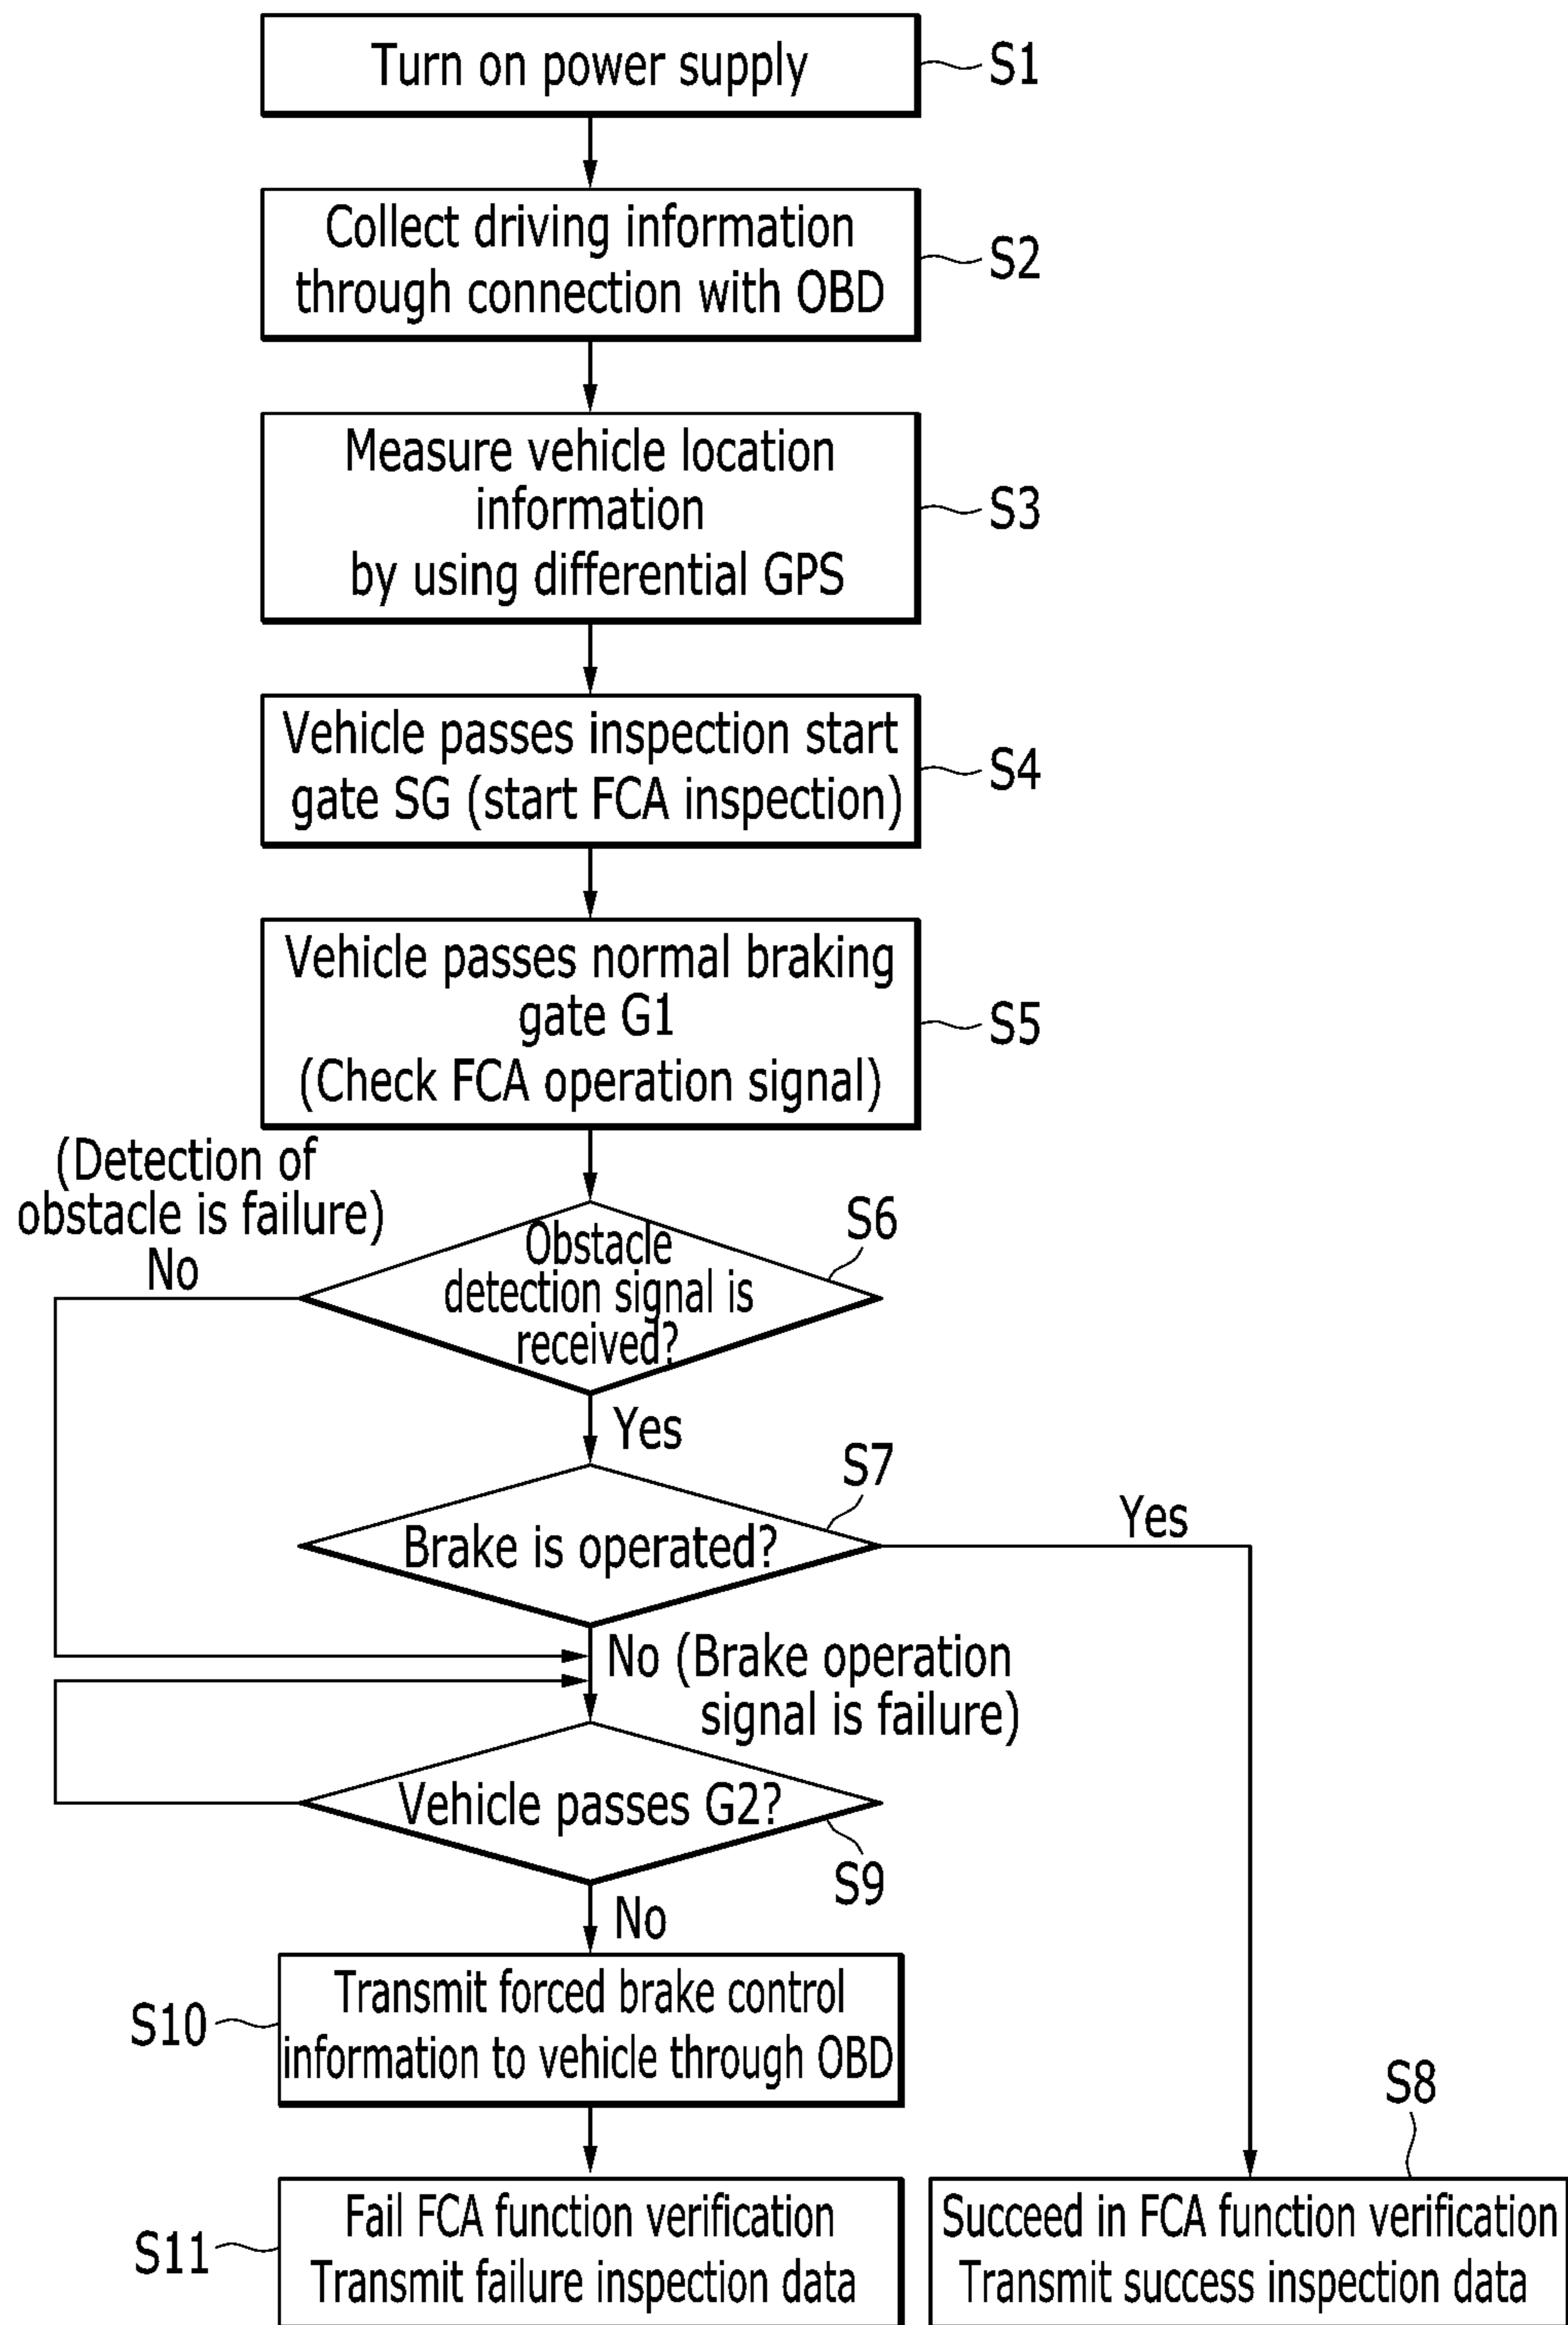 Turn on power supply
S1
Collect driving information
through connection with OBD
S2
Measure vehicle location
information
by using differential GPS
S3
Vehicle passes inspection start
gate SG (start FCA inspection)
S4
Vehicle passes normal braking
gate G1
(Check FCA operation signal)
S5
(Detection of
obstacle is failure)
No
Obstacle
detection signal is
received?
S6
Yes
Brake is operated?
S7
Yes
No (Brake operation
signal is failure)
Vehicle passes G2?
S9
No
Transmit forced brake control
information to vehicle through OBD
S10
Fail FCA function verification
Transmit failure inspection data
S11
S8
Succeed in FCA function verification
Transmit success inspection data